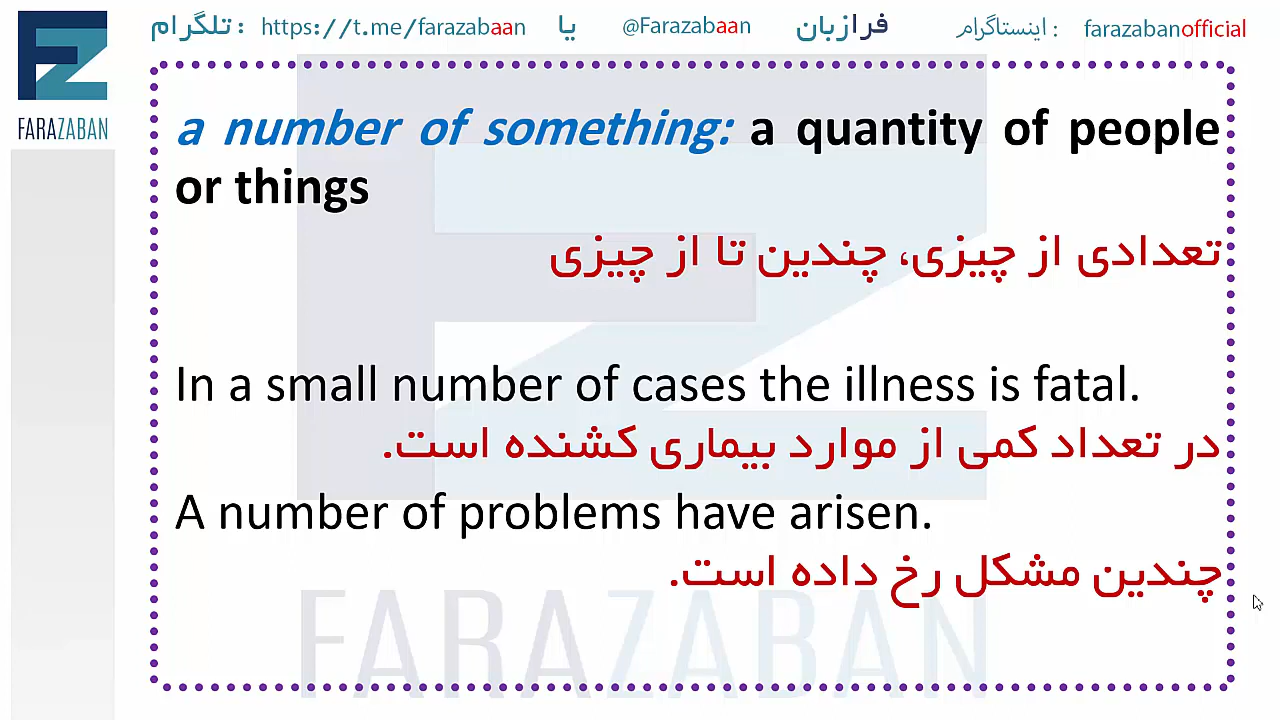 تلگرام : https://t.me/farazabaan یا @Farazabaan فرازبان اینستاگرام : farazabanofficial
FARAZABAN
a number of something: a quantity of people
or things
تعدادی از چیزی، چندین تا از چیزی
In a small number of cases the illness is fatal.
در تعداد کمی از موارد بیماری کشنده است.
A number of problems have arisen.
چندین مشکل رخ داده است.
FARAZABAN